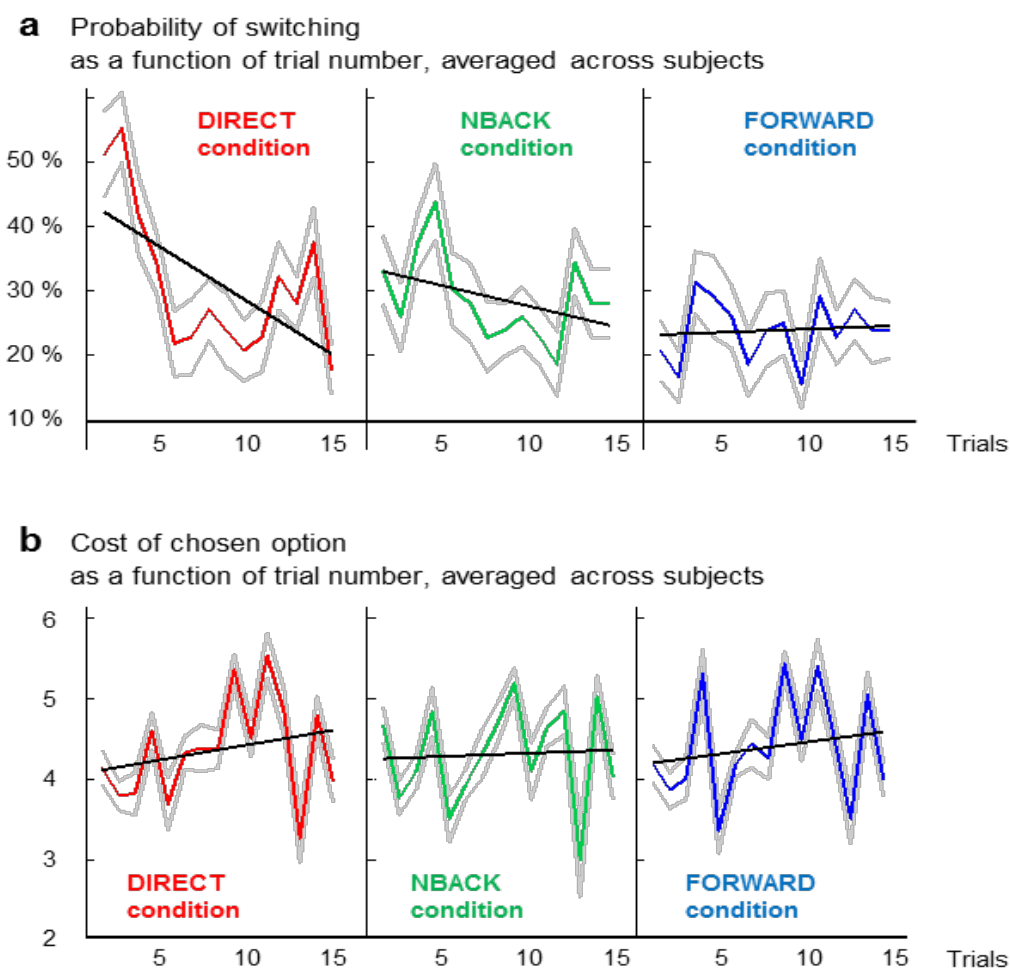 a Probability of switching
as a function of trial number, averaged across subjects
DIRECT
condition
NBACK
condition
FORWARD
condition
50 %
40 %
30 %
20 %
10 %
5 10 15 5 10 15 5 10 15 Trials
b Cost of chosen option
as a function of trial number, averaged across subjects
6
5
4
3
2
DIRECT
condition
NBACK
condition
FORWARD
condition
5 10 15 5 10 15 5 10 15 Trials